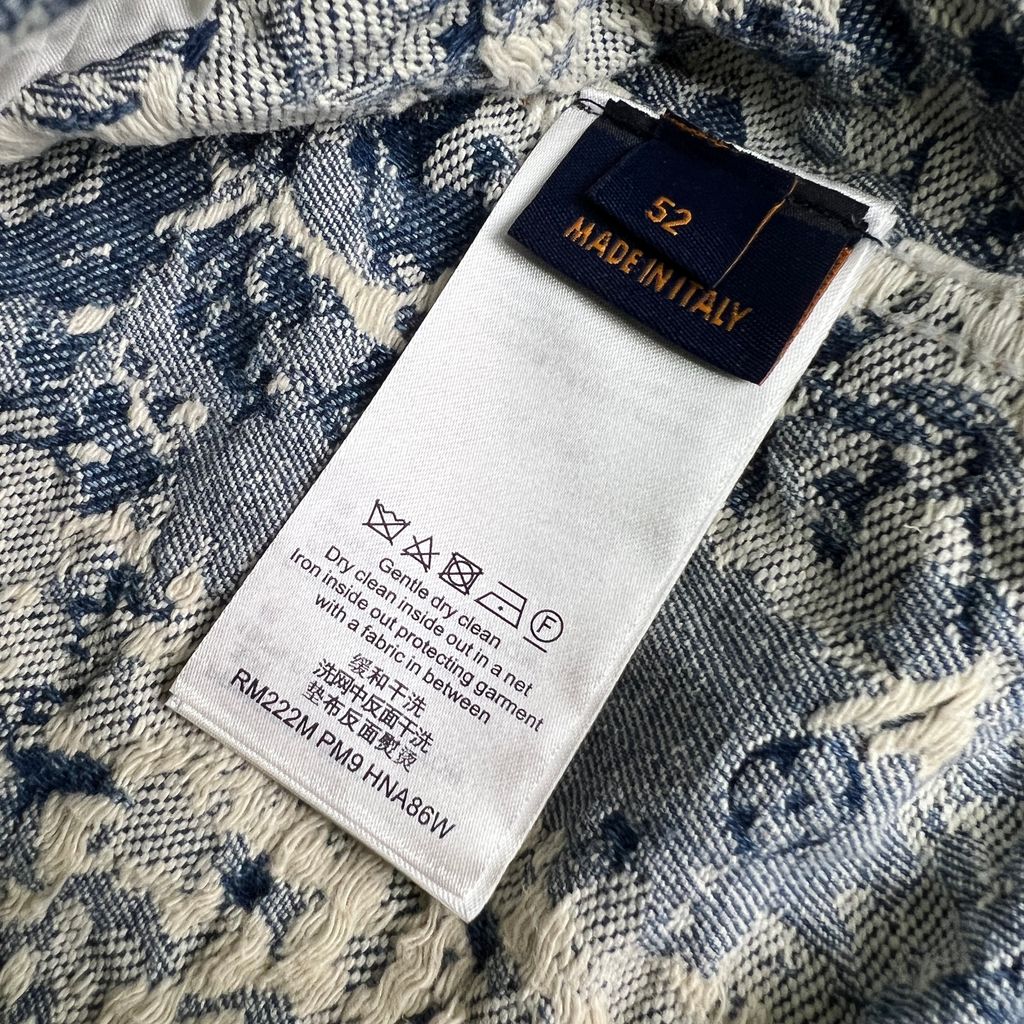 52
MADE IN ITALY
F
Gentle dry clean
Dry clean inside out in a net
Iron inside out protecting garment
with a fabric in between
缓和干洗
洗网中反面干洗
垫布反面熨烫
RM222M PM9 HNA86W